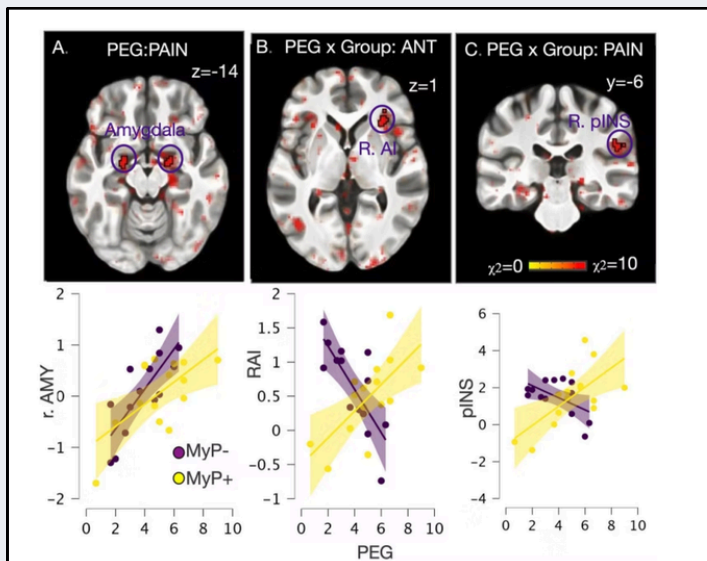 A. PEG:PAIN
z=-14
Amygdala
B. PEG x Group: ANT
z=1
R. AI
C. PEG x Group: PAIN
y=-6
R. pINS
χ2=0 χ2=10
r. AMY
2
1
0
-1
-2
0 2 4 6 8 10
MyP-
MyP+
RAI
2
1.5
1
0.5
0
0.5
-1
0 2 4 6 8 10
pINS
6
4
2
0
-2
-4
0 2 4 6 8 10
PEG